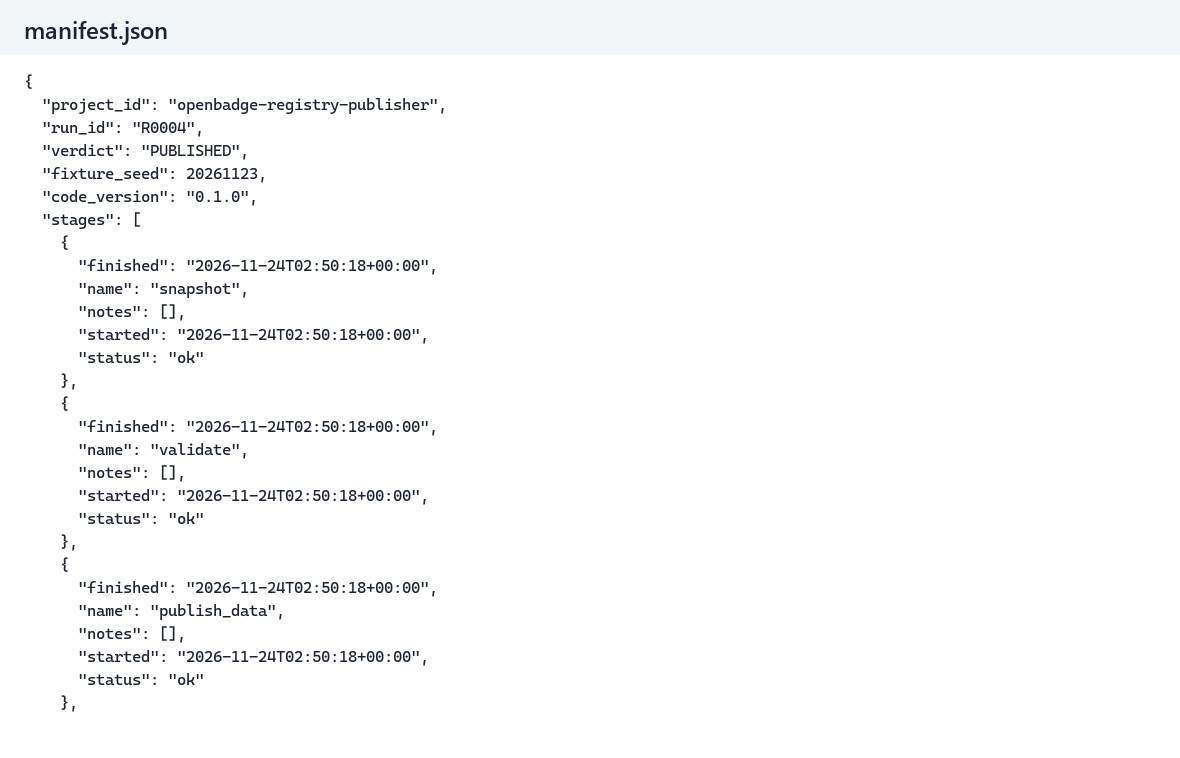 manifest.json
{
  "project_id": "openbadge-registry-publisher",
  "run_id": "R0004",
  "verdict": "PUBLISHED",
  "fixture_seed": 20261123,
  "code_version": "0.1.0",
  "stages": [
    {
      "finished": "2026-11-24T02:50:18+00:00",
      "name": "snapshot",
      "notes": [],
      "started": "2026-11-24T02:50:18+00:00",
      "status": "ok"
    },
    {
      "finished": "2026-11-24T02:50:18+00:00",
      "name": "validate",
      "notes": [],
      "started": "2026-11-24T02:50:18+00:00",
      "status": "ok"
    },
    {
      "finished": "2026-11-24T02:50:18+00:00",
      "name": "publish_data",
      "notes": [],
      "started": "2026-11-24T02:50:18+00:00",
      "status": "ok"
    },